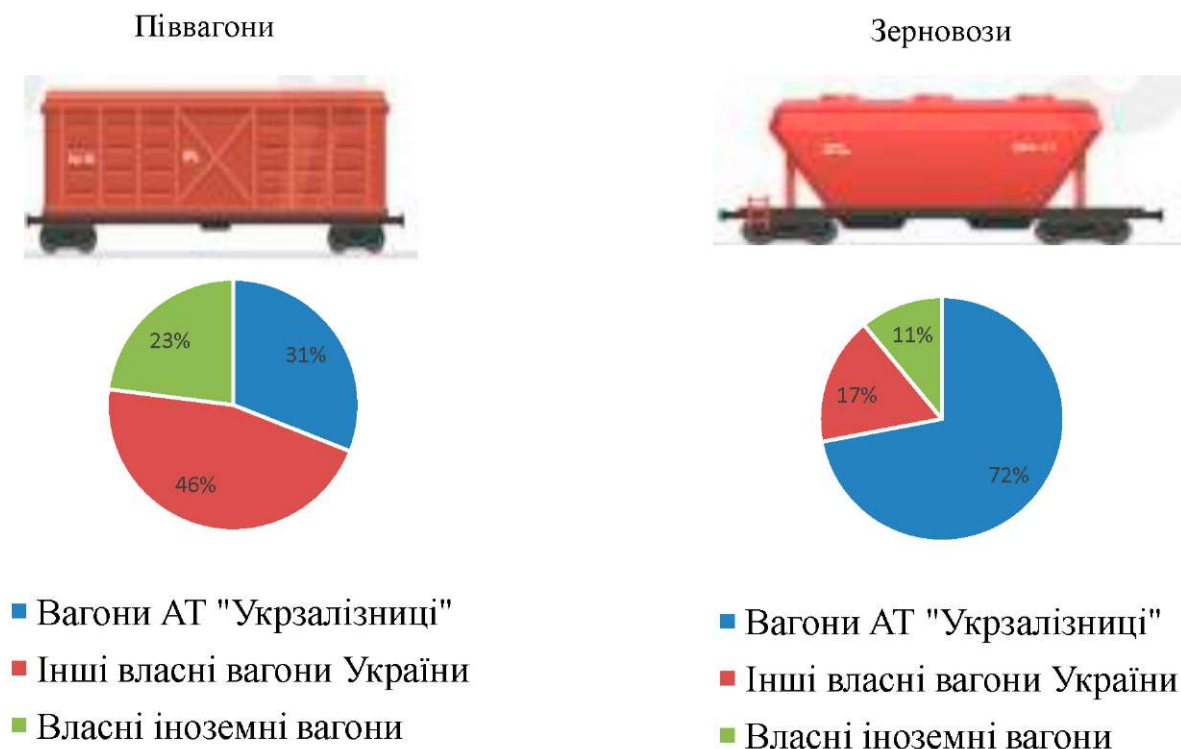 Піввагони
Зерновози
23%
31%
46%
11%
17%
72%
Вагони АТ "Укрзалізниці"
Інші власні вагони України
Власні іноземні вагони
Вагони АТ "Укрзалізниці"
Інші власні вагони України
Власні іноземні вагони